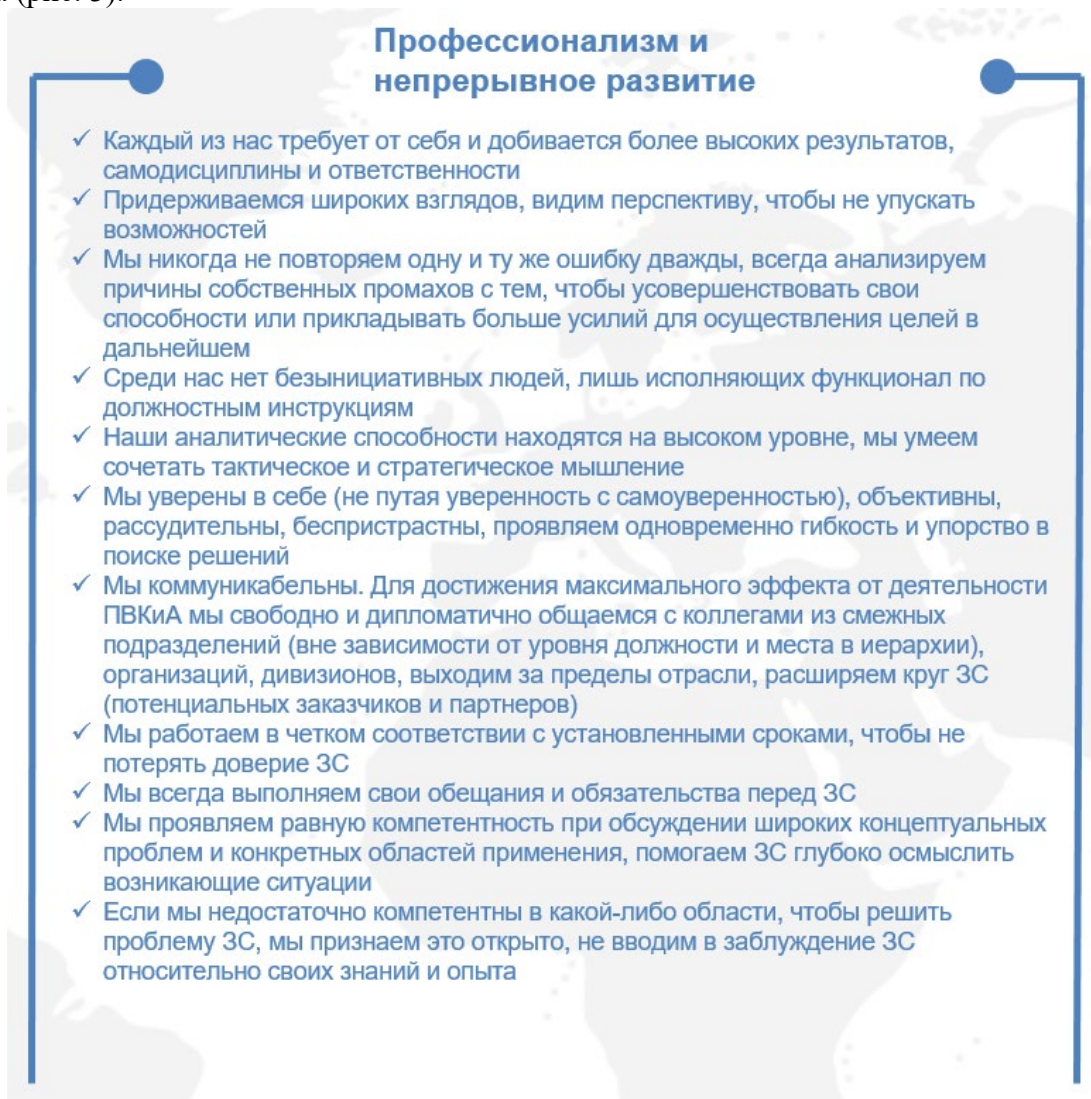 (рис. 3).
Профессионализм и
непрерывное развитие
✓ Каждый из нас требует от себя и добивается более высоких результатов,
самодисциплины и ответственности
✓ Придерживаемся широких взглядов, видим перспективу, чтобы не упускать
возможностей
✓ Мы никогда не повторяем одну и ту же ошибку дважды, всегда анализируем
причины собственных промахов с тем, чтобы усовершенствовать свои
способности или прикладывать больше усилий для осуществления целей в
дальнейшем
✓ Среди нас нет безынициативных людей, лишь исполняющих функционал по
должностным инструкциям
✓ Наши аналитические способности находятся на высоком уровне, мы умеем
сочетать тактическое и стратегическое мышление
✓ Мы уверены в себе (не путая уверенность с самоуверенностью), объективны,
рассудительны, беспристрастны, проявляем одновременно гибкость и упорство в
поиске решений
✓ Мы коммуникабельны. Для достижения максимального эффекта от деятельности
ПВКиА мы свободно и дипломатично общаемся с коллегами из смежных
подразделений (вне зависимости от уровня должности и места в иерархии),
организаций, дивизионов, выходим за пределы отрасли, расширяем круг ЗС
(потенциальных заказчиков и партнеров)
✓ Мы работаем в четком соответствии с установленными сроками, чтобы не
потерять доверие ЗС
✓ Мы всегда выполняем свои обещания и обязательства перед ЗС
✓ Мы проявляем равную компетентность при обсуждении широких концептуальных
проблем и конкретных областей применения, помогаем ЗС глубоко осмыслить
возникающие ситуации
✓ Если мы недостаточно компетентны в какой-либо области, чтобы решить
проблему ЗС, мы признаем это открыто, не вводим в заблуждение ЗС
относительно своих знаний и опыта